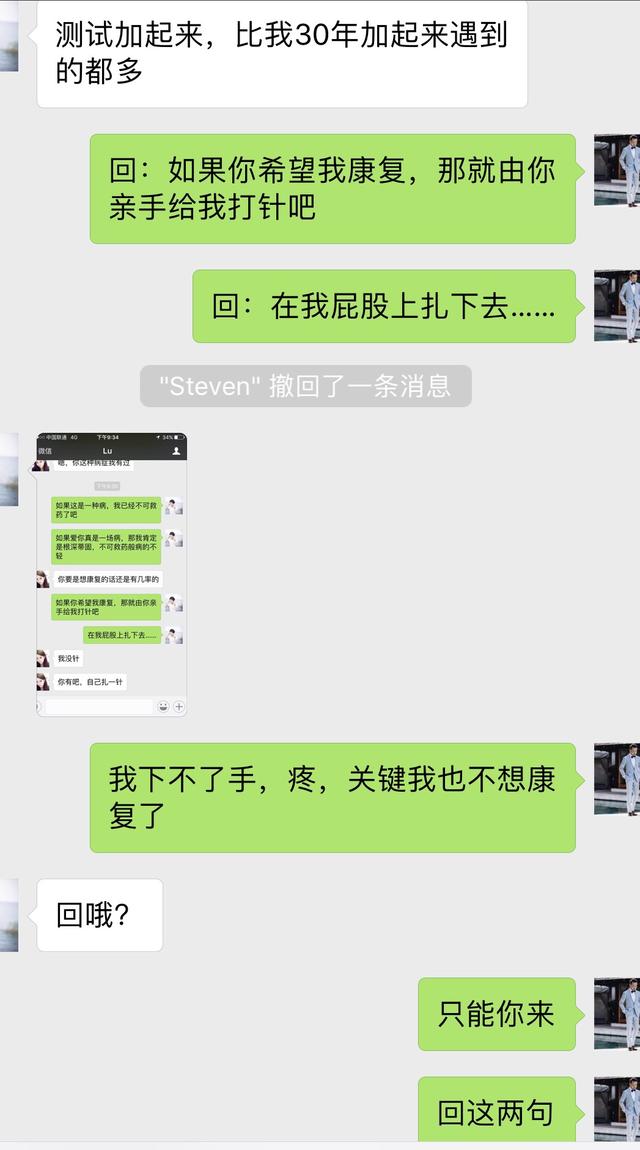 测试加起来，比我30年加起来遇到
的都多
回：如果你希望我康复，那就由你
亲手给我打针吧
回：在我屁股上扎下去……
"Steven" 撤回了一条消息
中国联通 4G 下午9:34 34%
微信 Lu
嗯，你这种病症我有过
如果这是一种病，我已经不可救
药了吧
如果爱你真是一场病，那我肯定
是根深蒂固，不可救药般病的不
轻
你要是想康复的话还是有几率的
如果你希望我康复，那就由你亲
手给我打针吧
在我屁股上扎下去……
我没针
你有吧，自己扎一针
我下不了手，疼，关键我也不想康
复了
回哦？
只能你来
回这两句